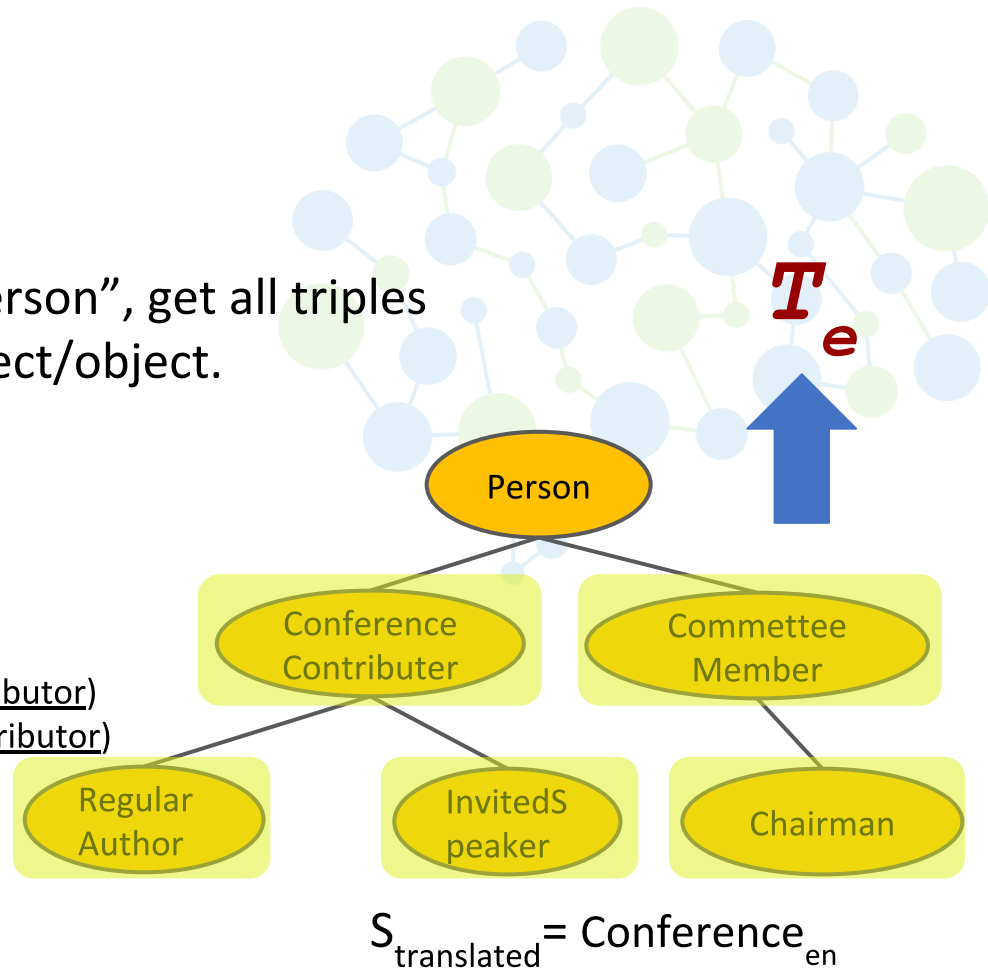 erson”, get all triples
ect/object.
T
e
Person
Conference
Contributer
Commettee
Member
ibutor)
ributor)
Regular
Author
InvitedS
peaker
Chairman
S translated = Conference en